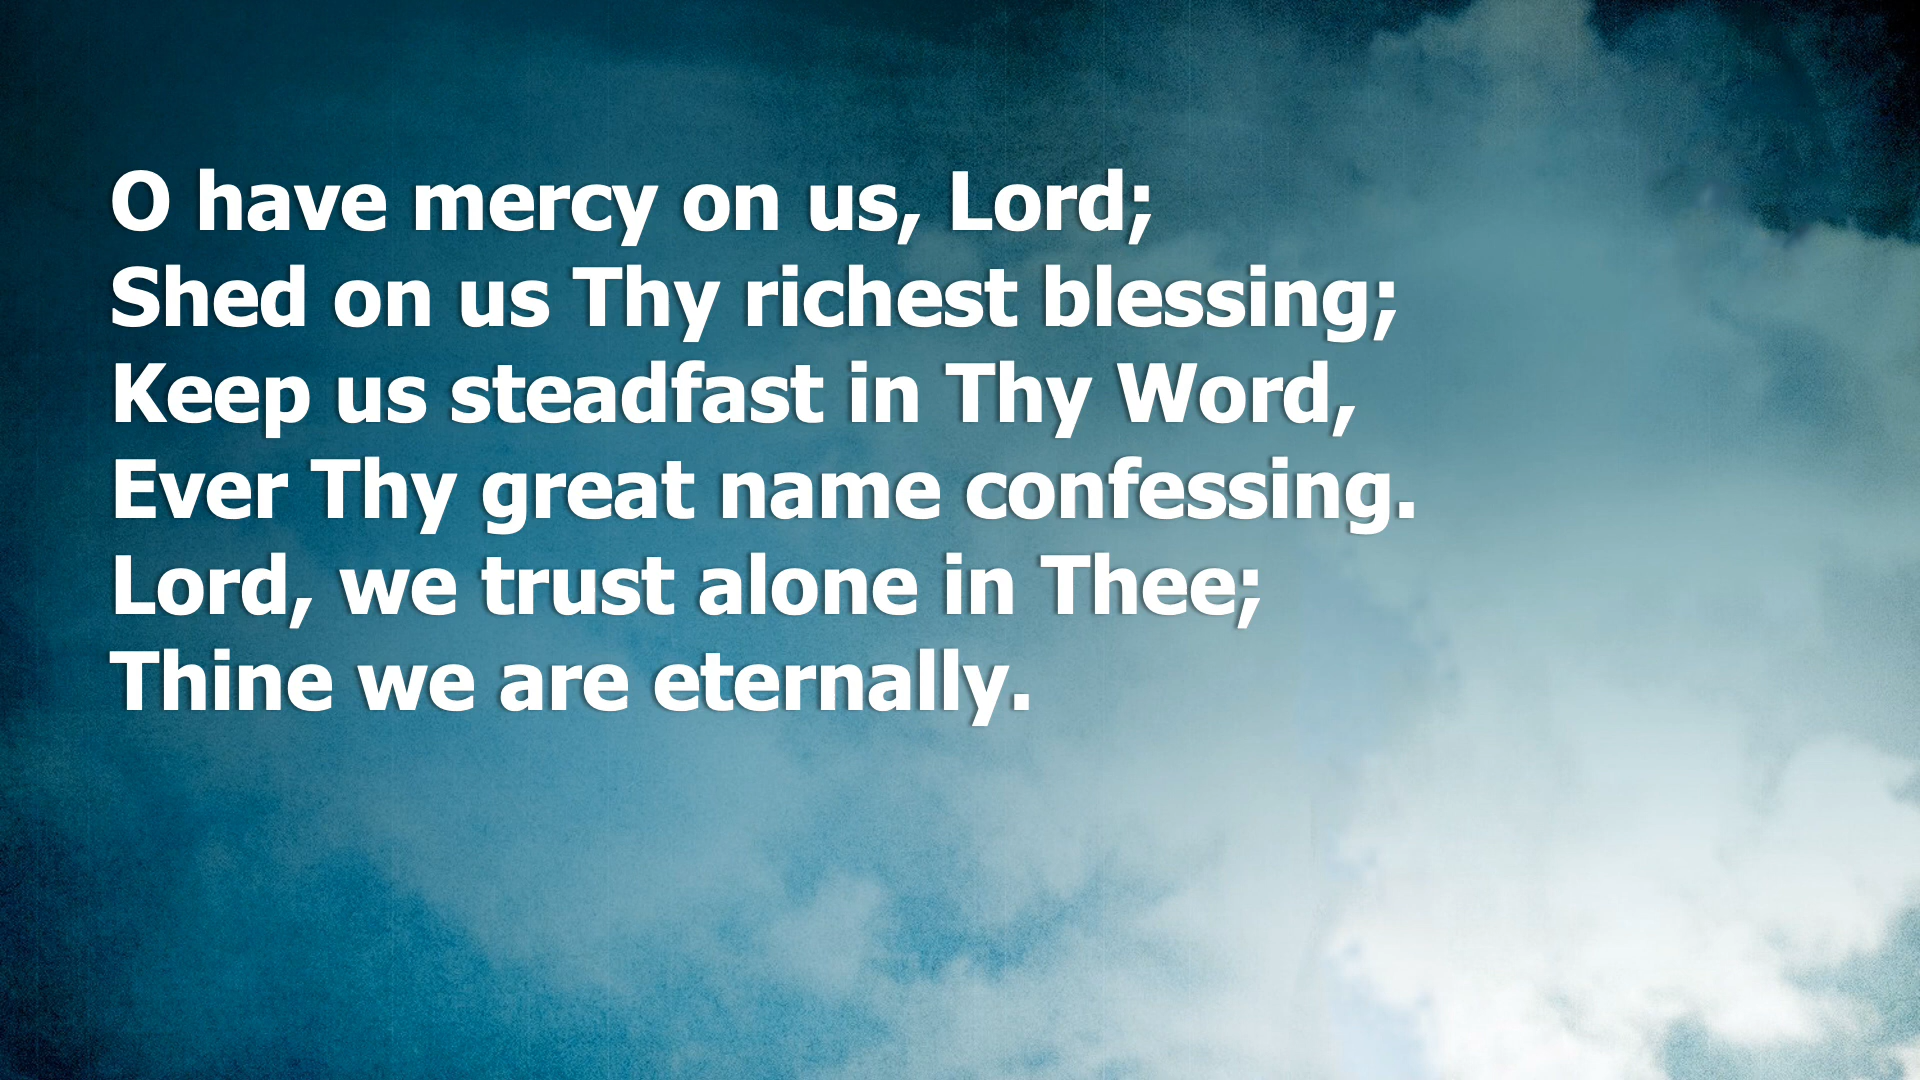 O have mercy on us, Lord;
Shed on us Thy richest blessing;
Keep us steadfast in Thy Word,
Ever Thy great name confessing.
Lord, we trust alone in Thee;
Thine we are eternally.